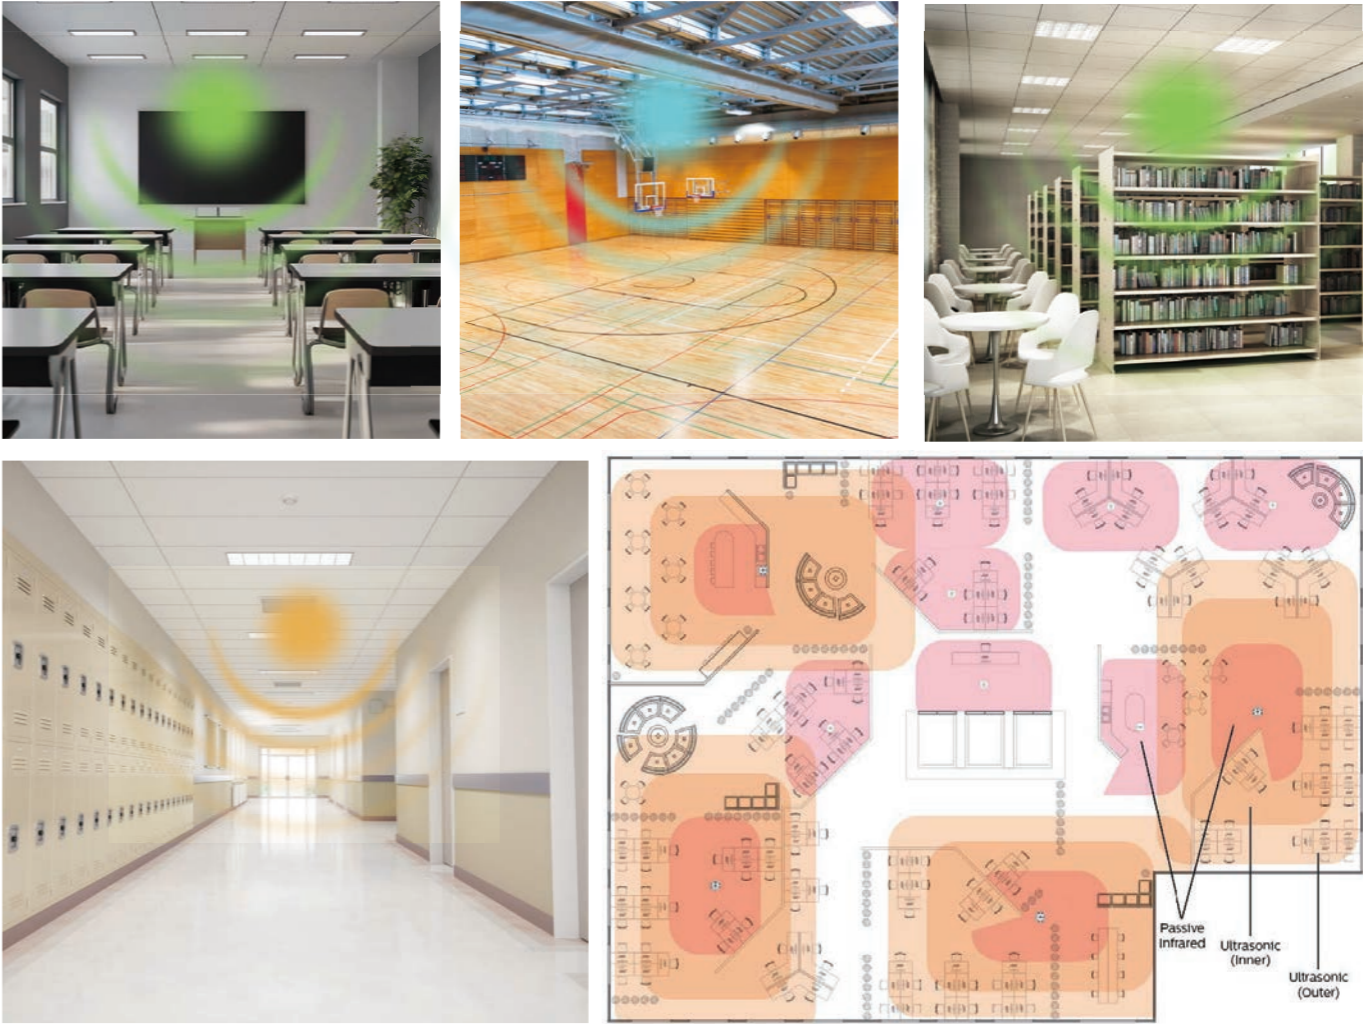 Passive
Infrared
Ultrasonic
(Inner)
Ultrasonic
(Outer)